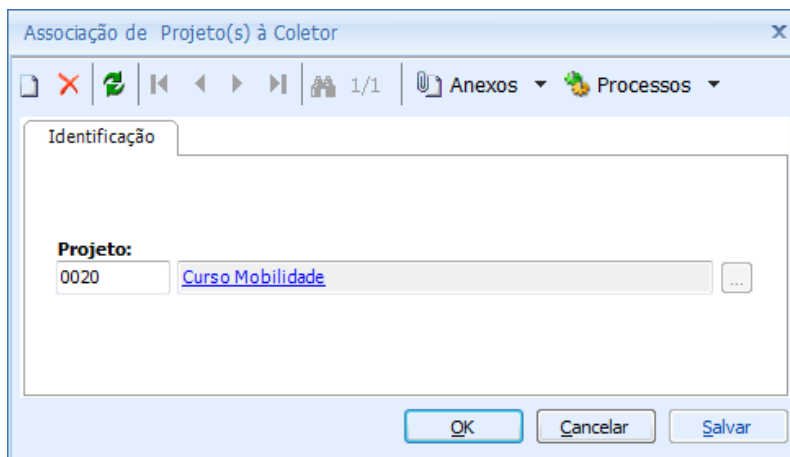 Associação de Projeto(s) à Coletor
1/1 Anexos Processos
Identificação
Projeto:
0020 Curso Mobilidade ...
OK Cancelar Salvar